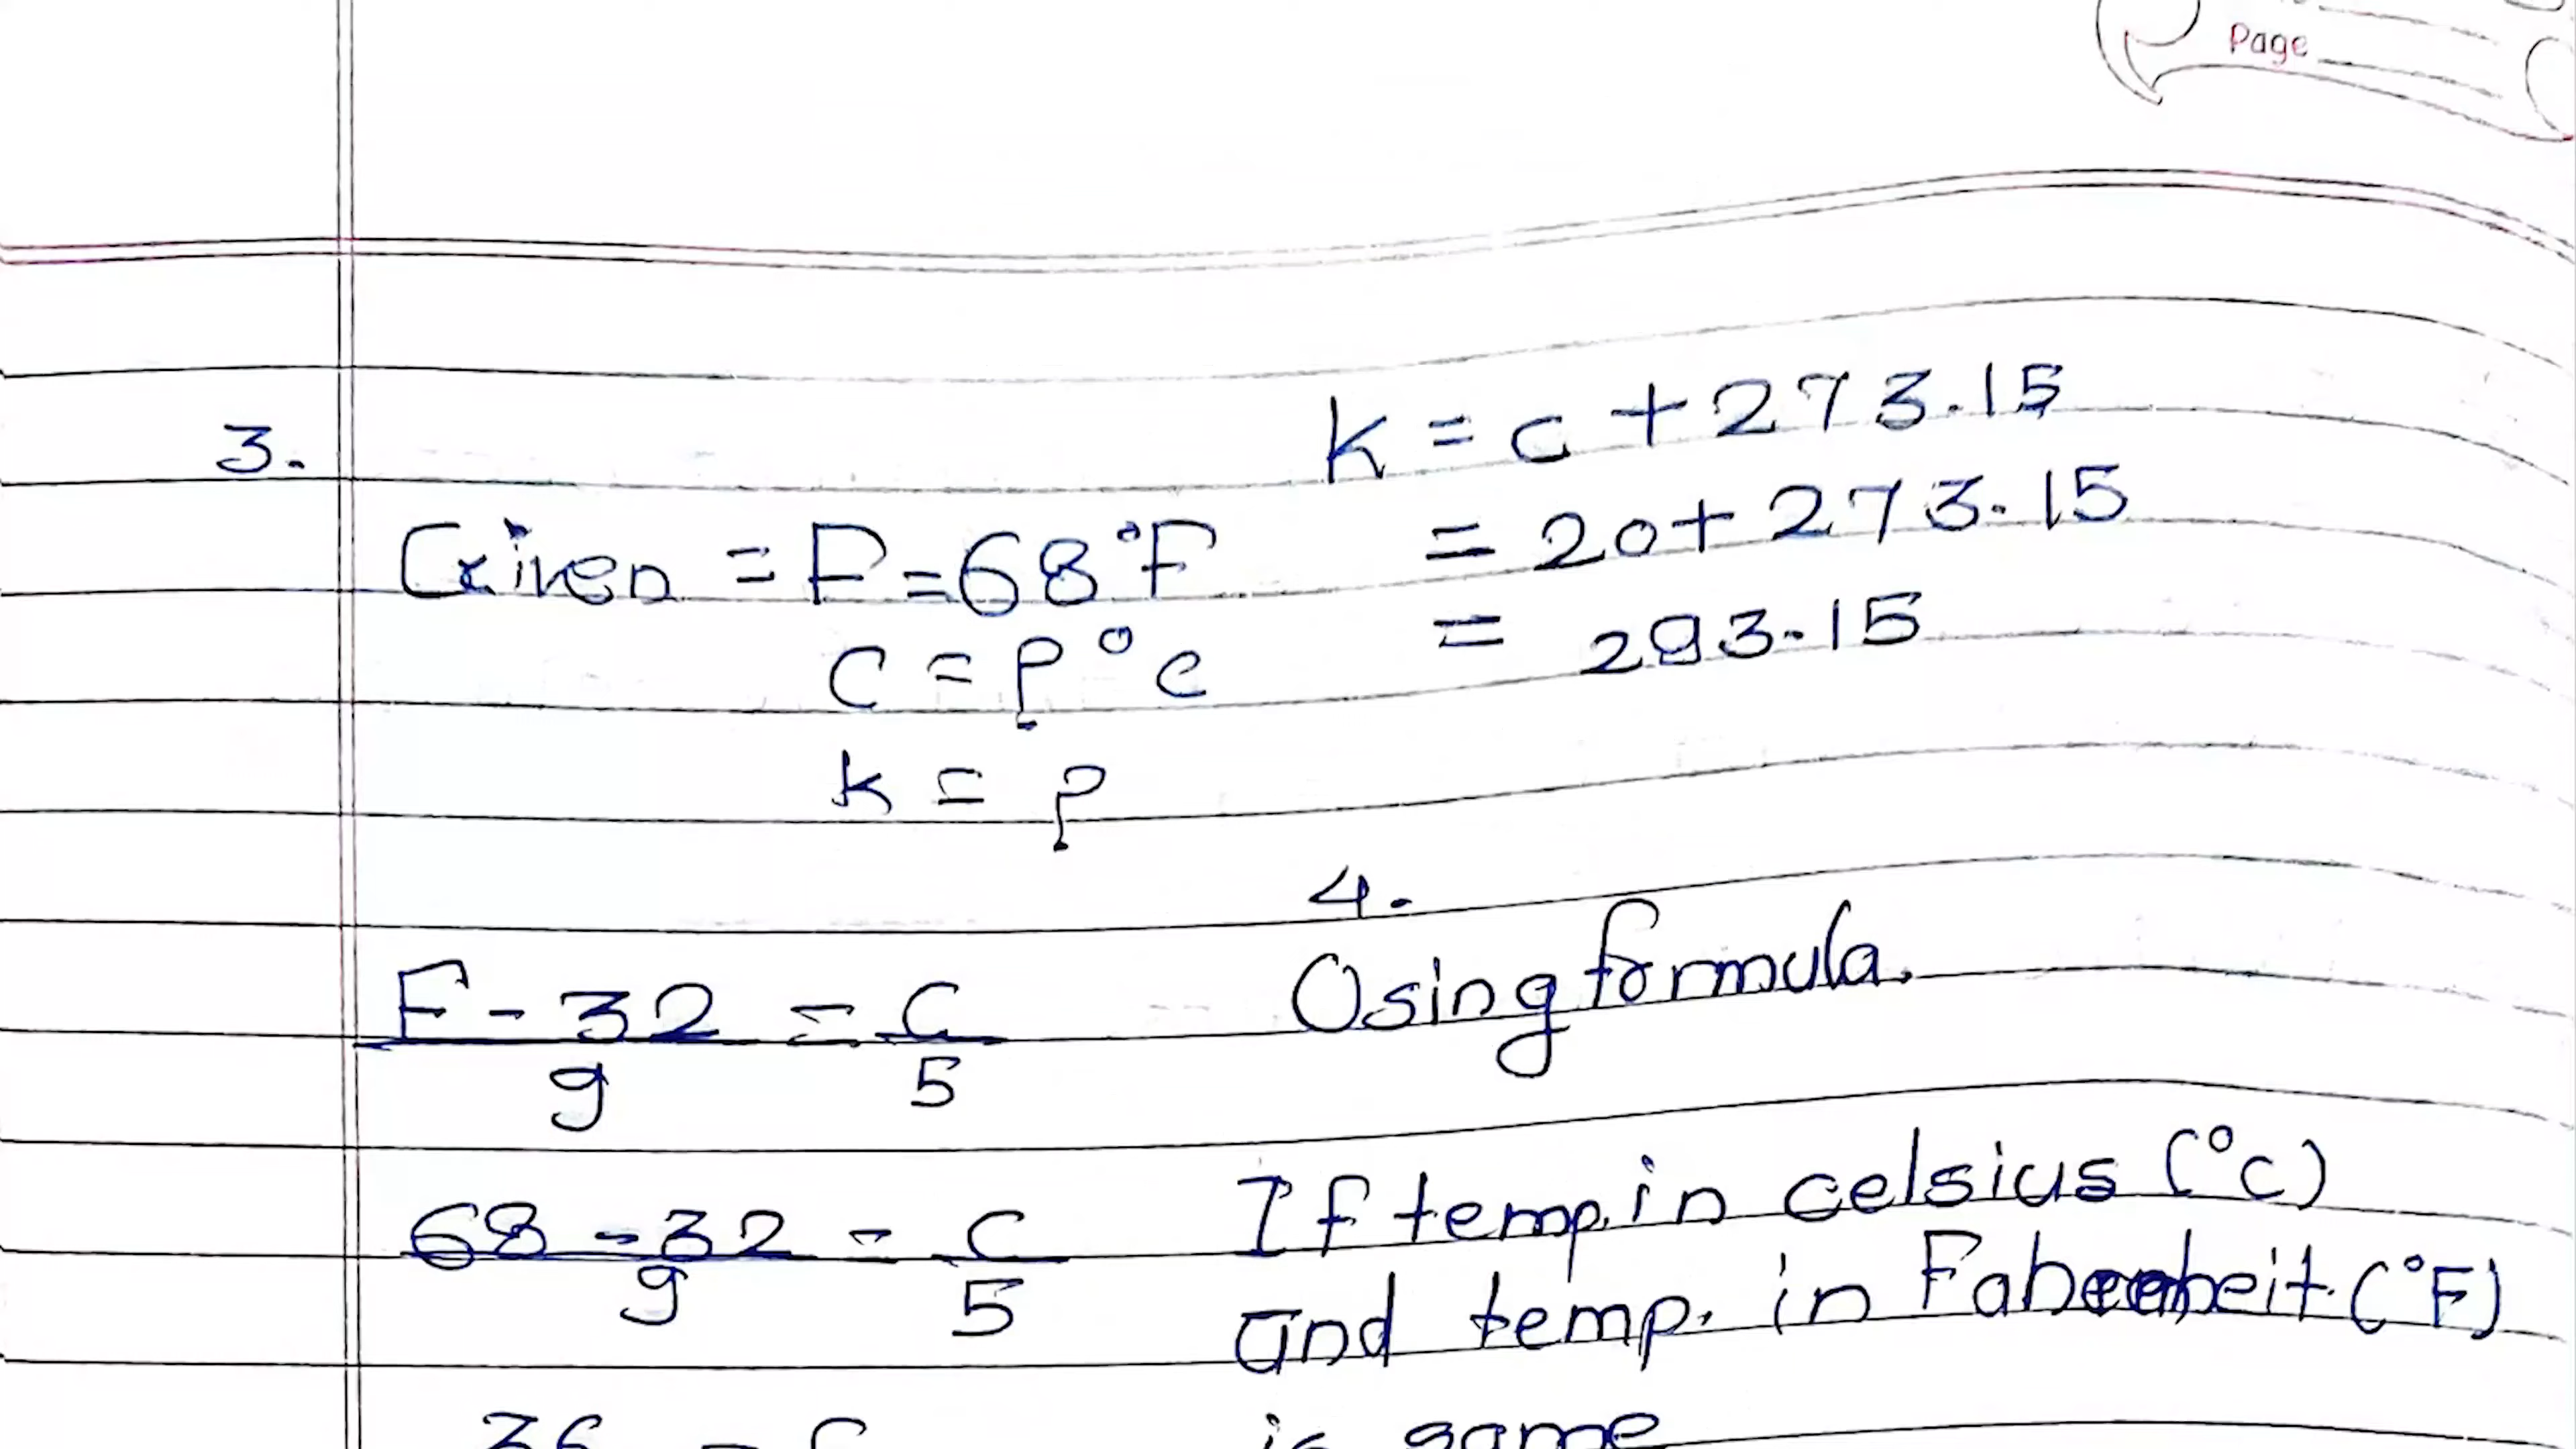 Page
3.
Given = F = 68°F
C = ?°c
k = ?
F - 32 = C
9 5
68 - 32 = C
9 5
36 = C
k = c + 273.15
= 20 + 273.15
= 293.15
4.
Using formula.
If temp. in celsius (°c)
and temp. in (°F)
is same